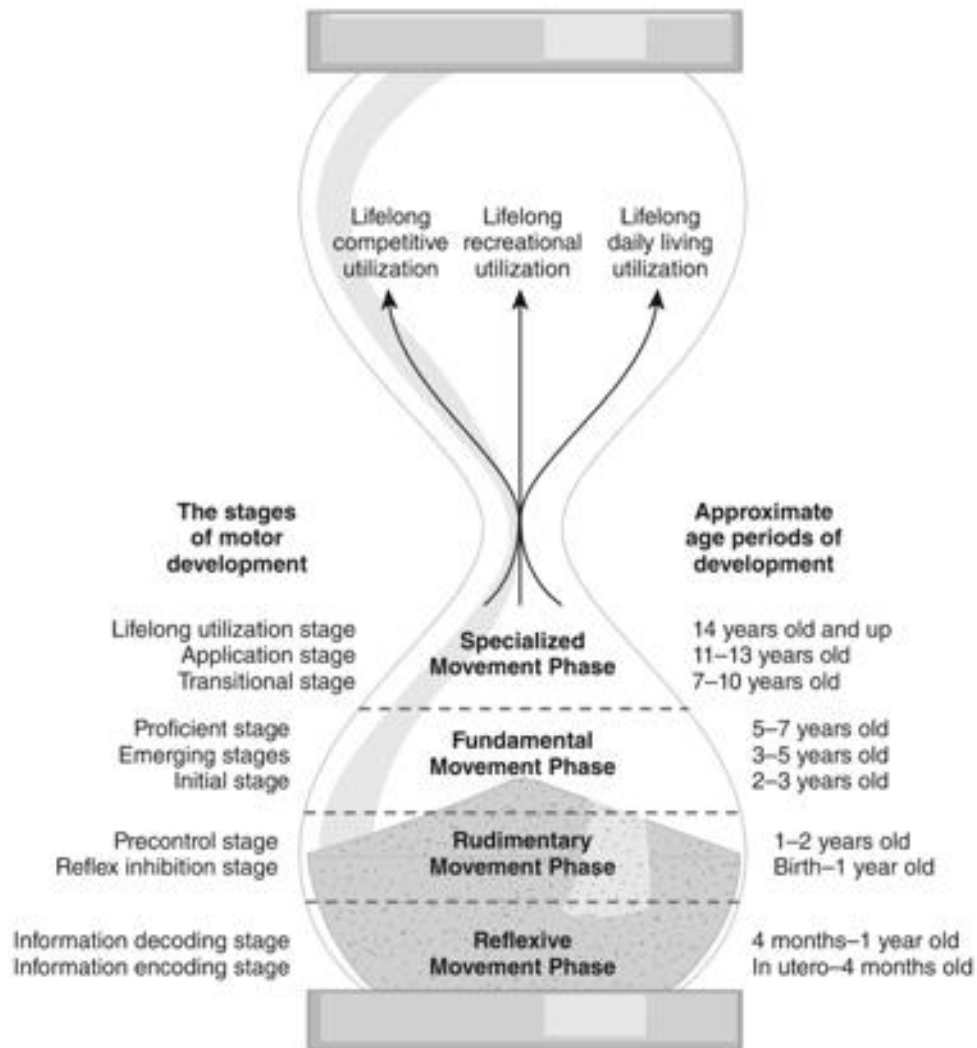 Lifelong competitive utilization
Lifelong recreational utilization
Lifelong daily living utilization
The stages of motor development
Approximate age periods of development
Lifelong utilization stage
Application stage
Transitional stage
Specialized Movement Phase
14 years old and up
11–13 years old
7–10 years old
Proficient stage
Emerging stages
Initial stage
Fundamental Movement Phase
5–7 years old
3–5 years old
2–3 years old
Precontrol stage
Reflex inhibition stage
Rudimentary Movement Phase
1–2 years old
Birth–1 year old
Information decoding stage
Information encoding stage
Reflexive Movement Phase
4 months–1 year old
In utero–4 months old